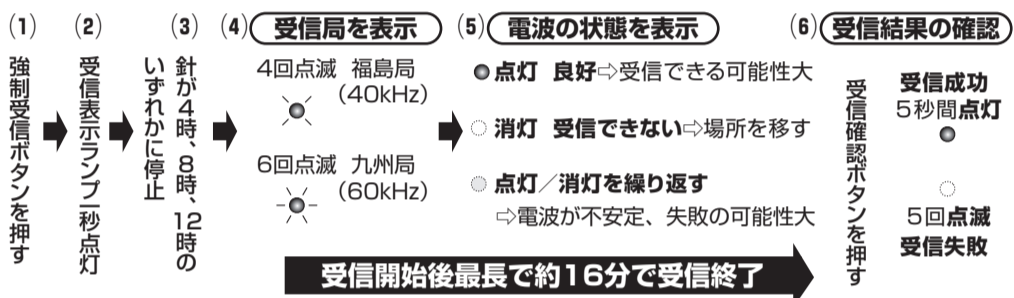 (1)
強制受信ボタンを押す
(2)
受信表示ランプ一秒点灯
(3)
針が4時、8時、12時の
いずれかに停止
(4) 受信局を表示
4回点滅 福島局
(40kHz)
6回点滅 九州局
(60kHz)
(5) 電波の状態を表示
点灯 良好⇨受信できる可能性大
消灯 受信できない⇨場所を移す
点灯／消灯を繰り返す
⇨電波が不安定、失敗の可能性大
(6) 受信結果の確認
受信確認ボタンを押す
受信成功
5秒間点灯
5回点滅
受信失敗
受信開始後最長で約16分で受信終了